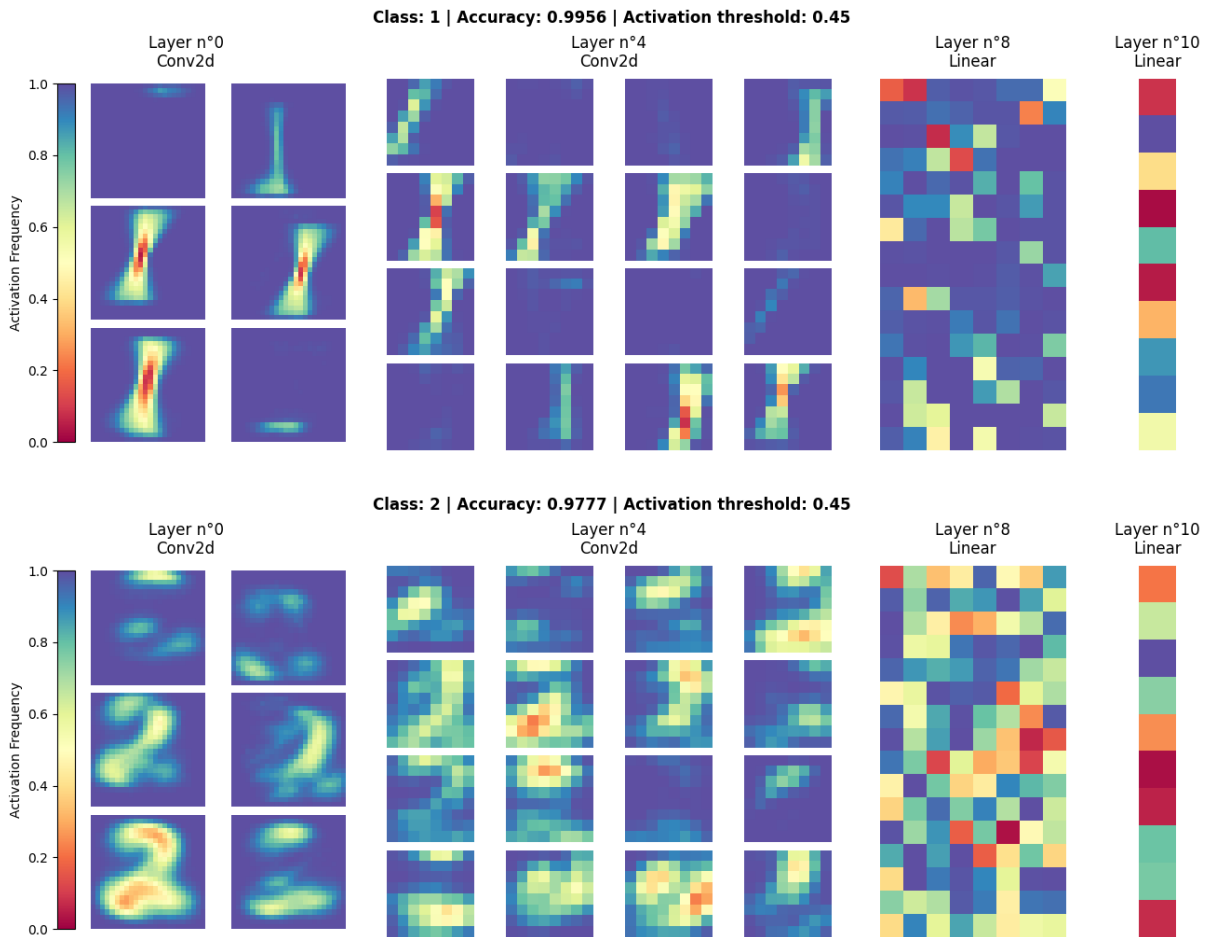 Class: 1 | Accuracy: 0.9956 | Activation threshold: 0.45
Layer n°0
Conv2d
Layer n°4
Conv2d
Layer n°8
Linear
Layer n°10
Linear
1.0
0.8
0.6
0.4
0.2
0.0
Activation Frequency
Class: 2 | Accuracy: 0.9777 | Activation threshold: 0.45
Layer n°0
Conv2d
Layer n°4
Conv2d
Layer n°8
Linear
Layer n°10
Linear
1.0
0.8
0.6
0.4
0.2
0.0
Activation Frequency